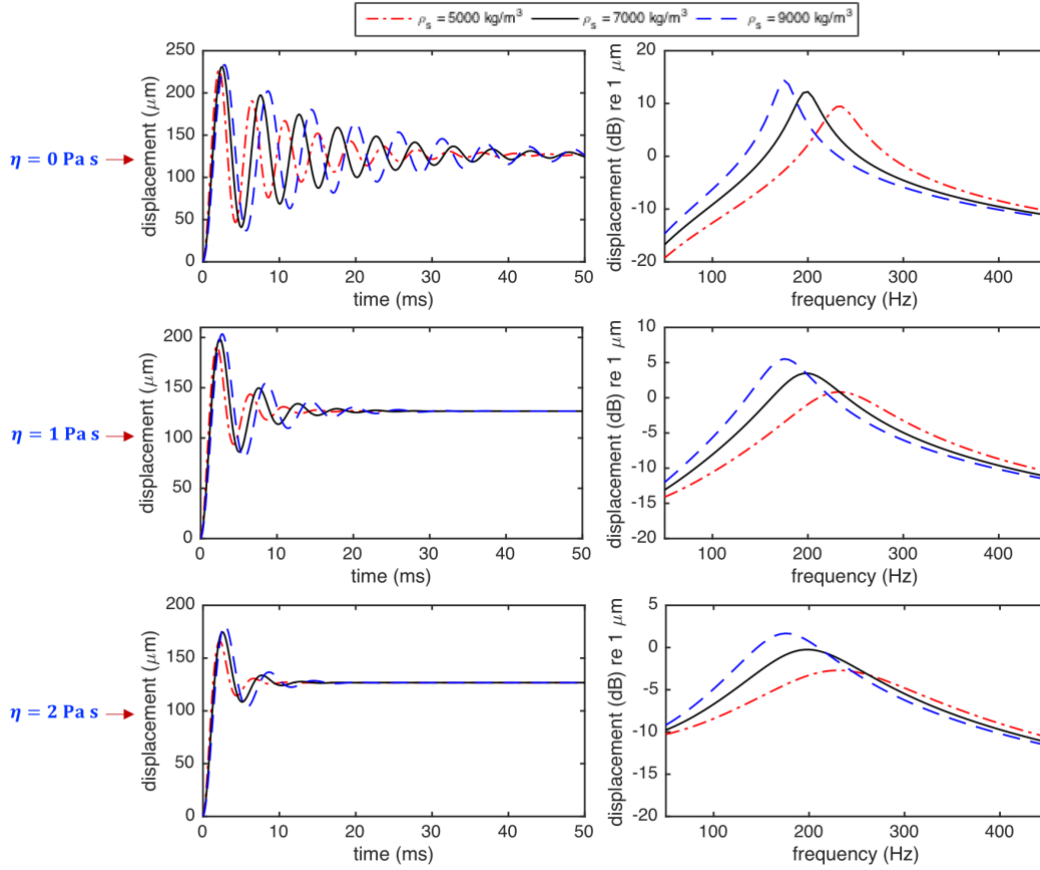 ρs = 5000 kg/m³ ρs = 7000 kg/m³ ρs = 9000 kg/m³
η = 0 Pa s
displacement (μm)
250
200
150
100
50
0
0 10 20 30 40 50
time (ms)
displacement (dB) re 1 μm
20
10
0
-10
-20
100 200 300 400
frequency (Hz)
η = 1 Pa s
displacement (μm)
200
150
100
50
0
0 10 20 30 40 50
time (ms)
displacement (dB) re 1 μm
10
5
0
-5
-10
-15
-20
100 200 300 400
frequency (Hz)
η = 2 Pa s
displacement (μm)
200
150
100
50
0
0 10 20 30 40 50
time (ms)
displacement (dB) re 1 μm
5
0
-5
-10
-15
-20
100 200 300 400
frequency (Hz)